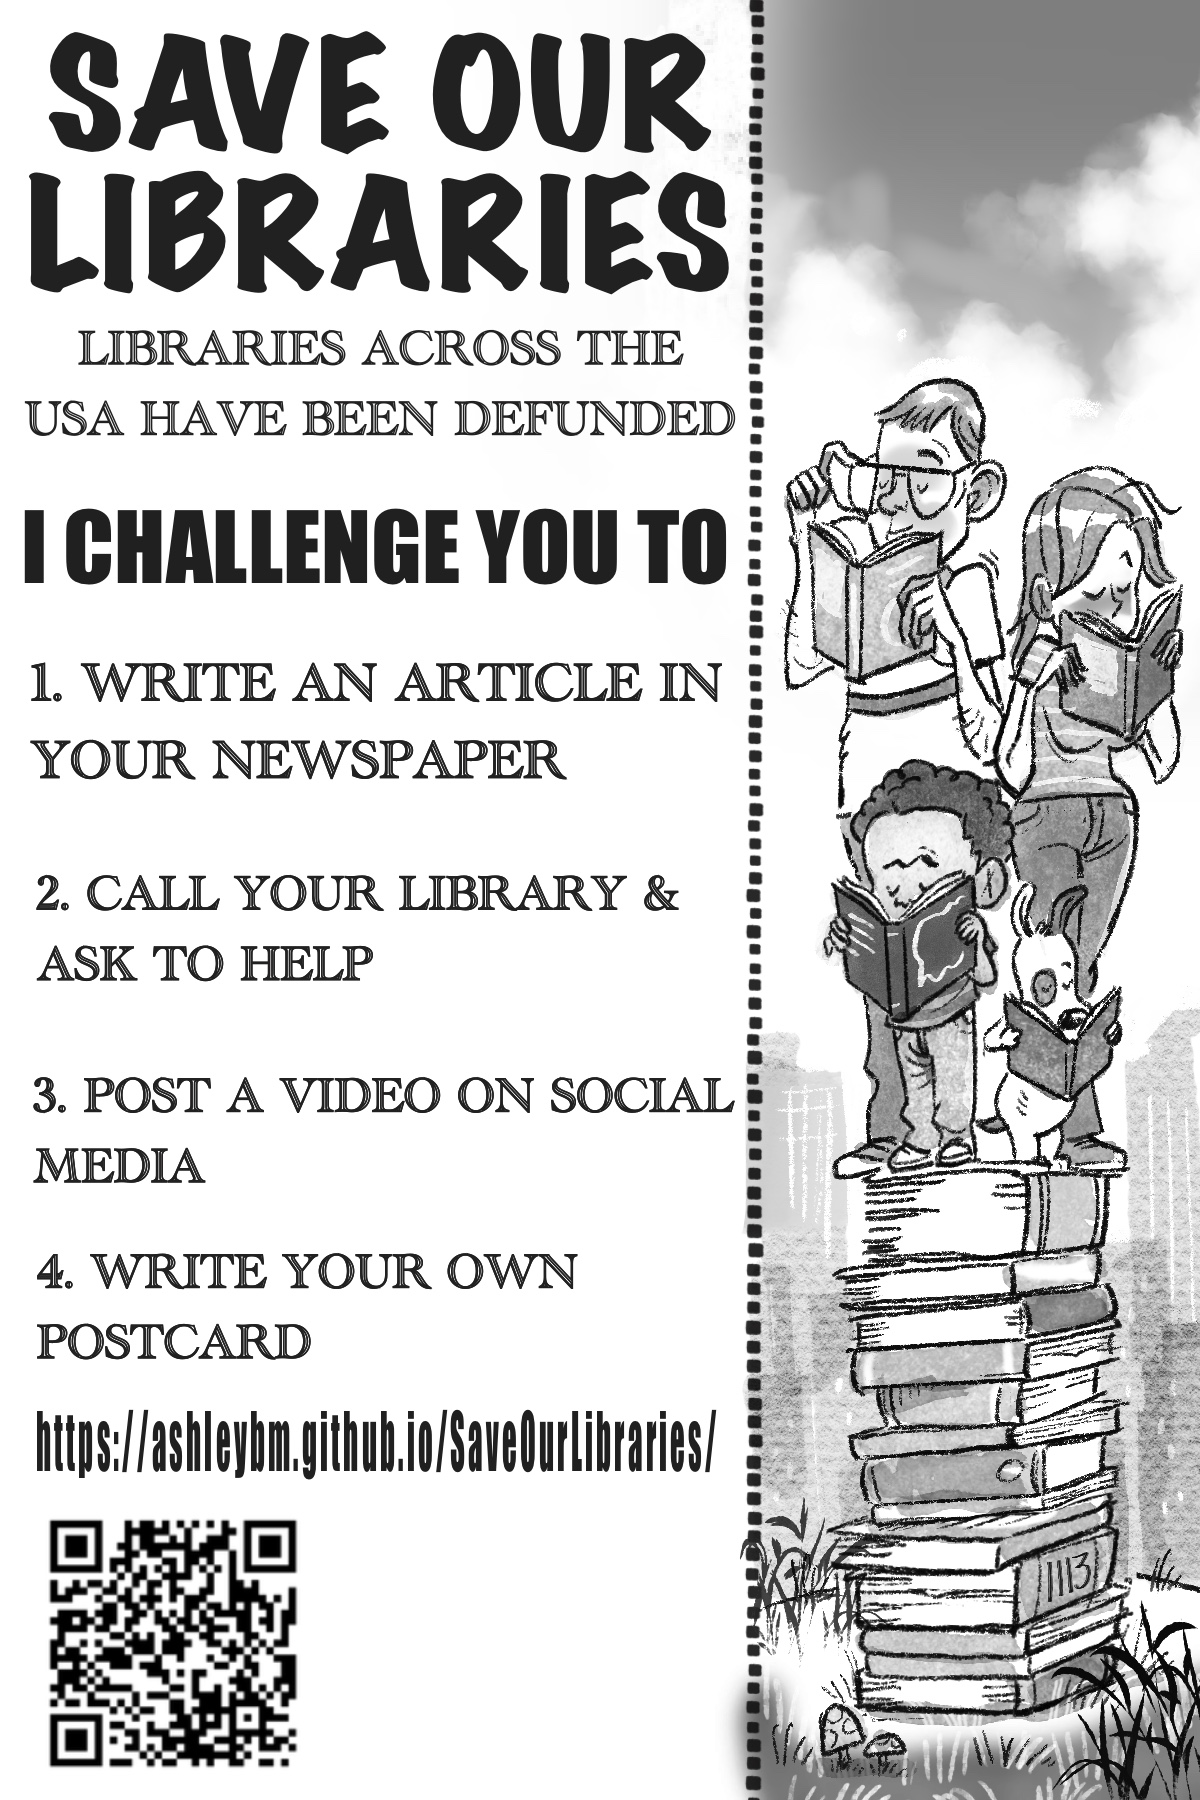 SAVE OUR
LIBRARIES
LIBRARIES ACROSS THE
USA HAVE BEEN DEFUNDED
I CHALLENGE YOU TO
1. WRITE AN ARTICLE IN
YOUR NEWSPAPER
2. CALL YOUR LIBRARY &
ASK TO HELP
3. POST A VIDEO ON SOCIAL
MEDIA
4. WRITE YOUR OWN
POSTCARD
https://ashleybm.github.io/SaveOurLibraries/
1113